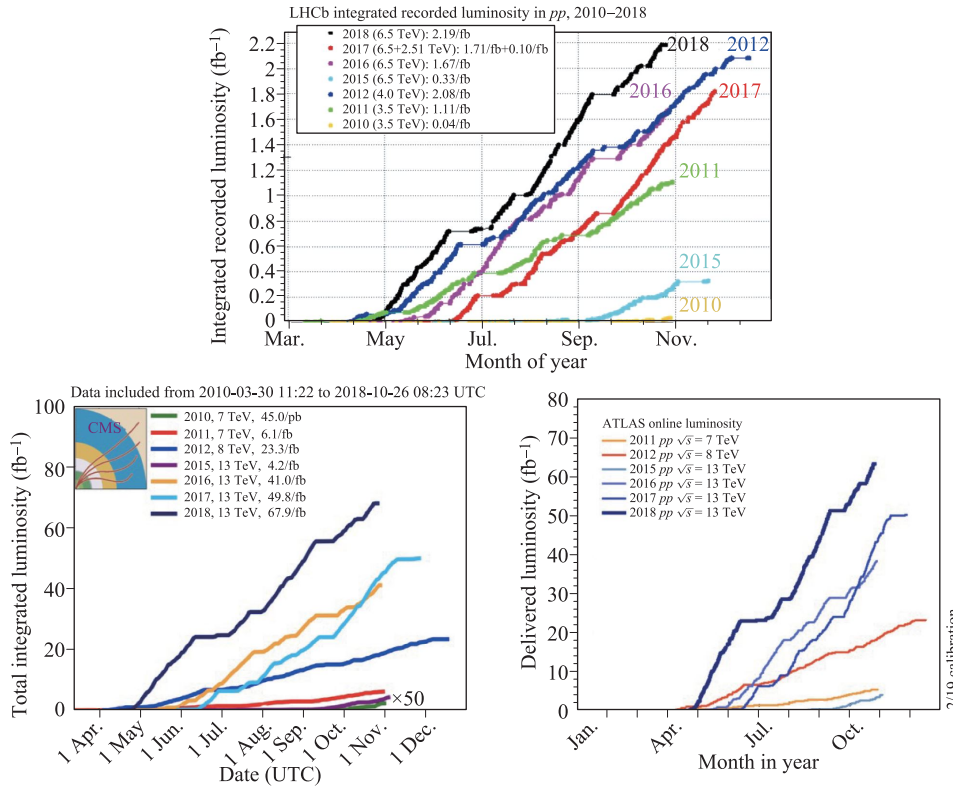 LHCb integrated recorded luminosity in pp, 2010–2018
Integrated recorded luminosity (fb⁻¹)
2.2
2
1.8
1.6
1.4
1.2
1
0.8
0.6
0.4
0.2
0
2018 (6.5 TeV): 2.19/fb
2017 (6.5+2.51 TeV): 1.71/fb+0.10/fb
2016 (6.5 TeV): 1.67/fb
2015 (6.5 TeV): 0.33/fb
2012 (4.0 TeV): 2.08/fb
2011 (3.5 TeV): 1.11/fb
2010 (3.5 TeV): 0.04/fb
2018
2012
2016
2017
2011
2015
2010
Mar. May Jul. Sep. Nov.
Month of year
Data included from 2010-03-30 11:22 to 2018-10-26 08:23 UTC
Total integrated luminosity (fb⁻¹)
100
80
60
40
20
0
CMS
2010, 7 TeV, 45.0/pb
2011, 7 TeV, 6.1/fb
2012, 8 TeV, 23.3/fb
2015, 13 TeV, 4.2/fb
2016, 13 TeV, 41.0/fb
2017, 13 TeV, 49.8/fb
2018, 13 TeV, 67.9/fb
×50
1 Apr. 1 May 1 Jun. 1 Jul. 1 Aug. 1 Sep. 1 Oct. 1 Nov. 1 Dec.
Date (UTC)
Delivered luminosity (fb⁻¹)
80
70
60
50
40
30
20
10
0
ATLAS online luminosity
2011 pp √s = 7 TeV
2012 pp √s = 8 TeV
2015 pp √s = 13 TeV
2016 pp √s = 13 TeV
2017 pp √s = 13 TeV
2018 pp √s = 13 TeV
Jan. Apr. Jul. Oct.
Month in year
2/19 calibration